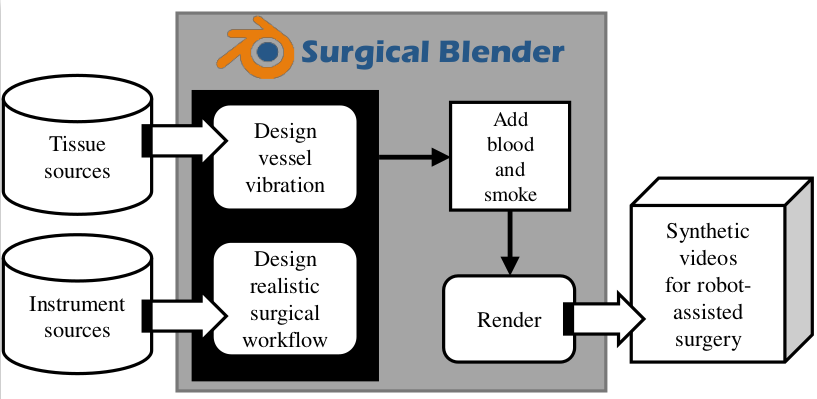 Surgical Blender
Tissue
sources
Design
vessel
vibration
Add
blood
and
smoke
Instrument
sources
Design
realistic
surgical
workflow
Render
Synthetic
videos
for robot-
assisted
surgery